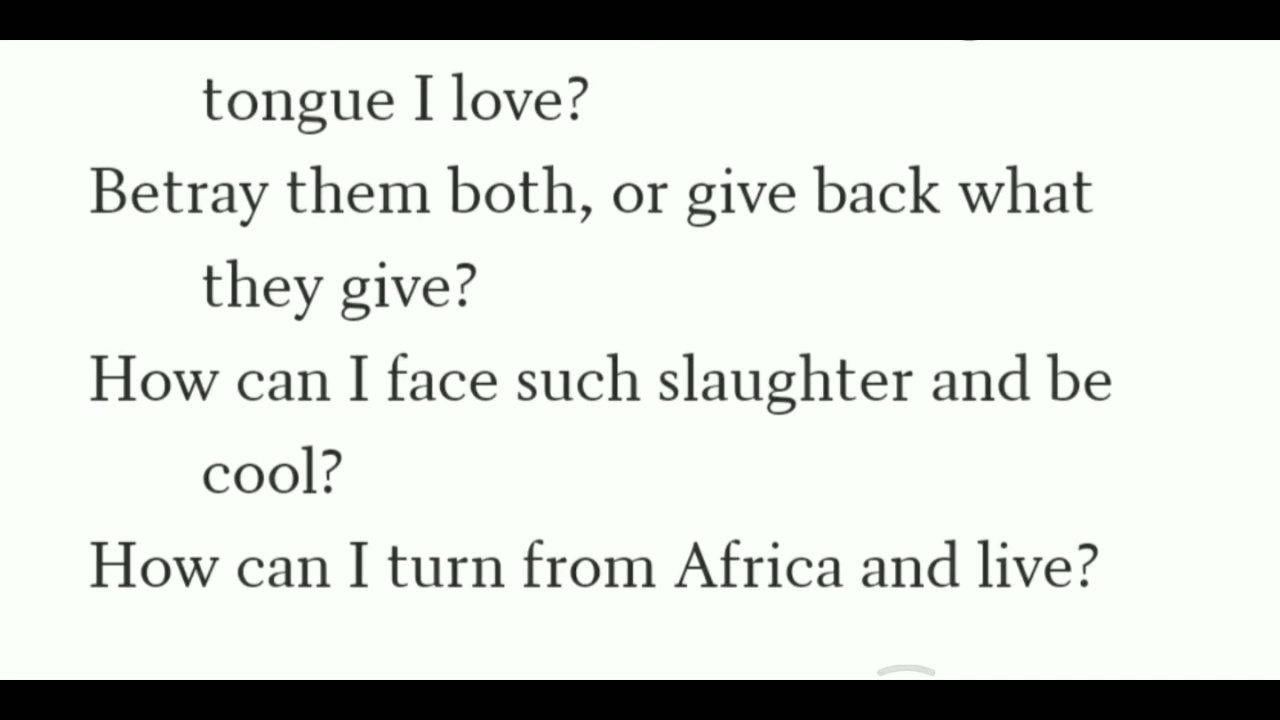 tongue I love?
Betray them both, or give back what
they give?
How can I face such slaughter and be
cool?
How can I turn from Africa and live?